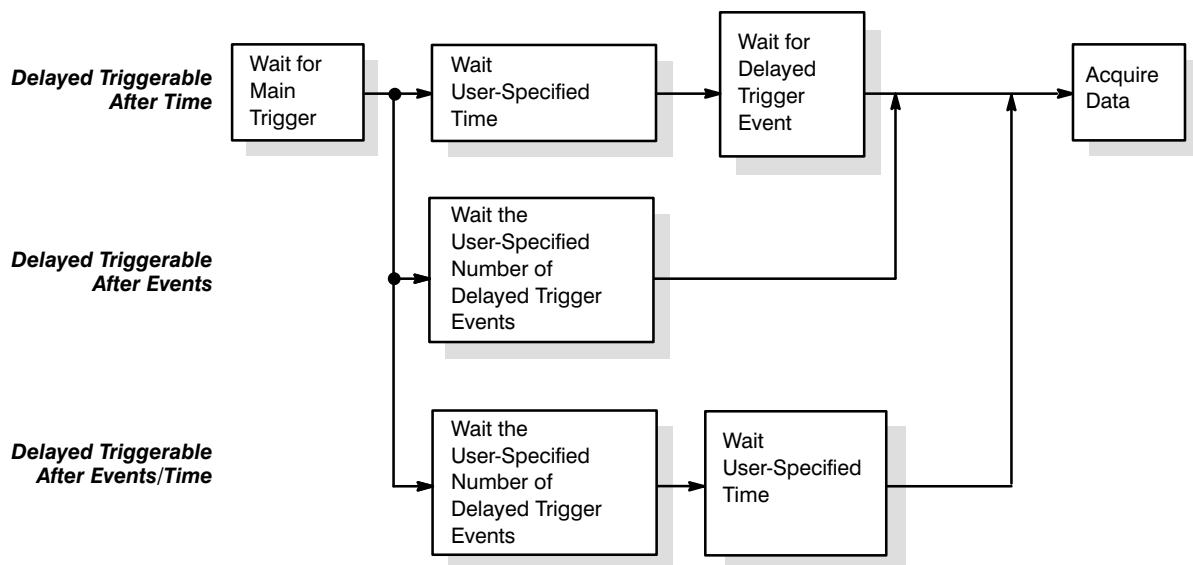 Delayed Triggerable
After Time
Wait for
Main
Trigger
Wait
User-Specified
Time
Wait for
Delayed
Trigger
Event
Acquire
Data
Delayed Triggerable
After Events
Wait the
User-Specified
Number of
Delayed Trigger
Events
Delayed Triggerable
After Events/Time
Wait the
User-Specified
Number of
Delayed Trigger
Events
Wait
User-Specified
Time